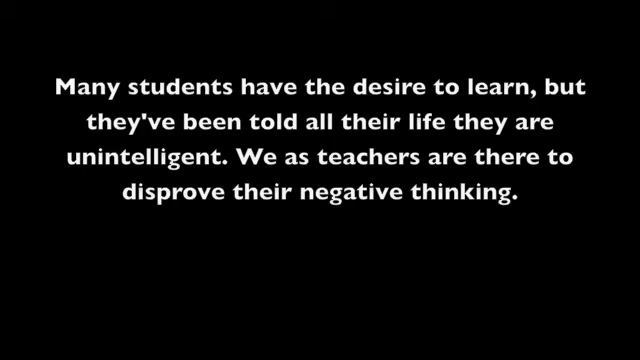 Many students have the desire to learn, but
they've been told all their life they are
unintelligent. We as teachers are there to
disprove their negative thinking.